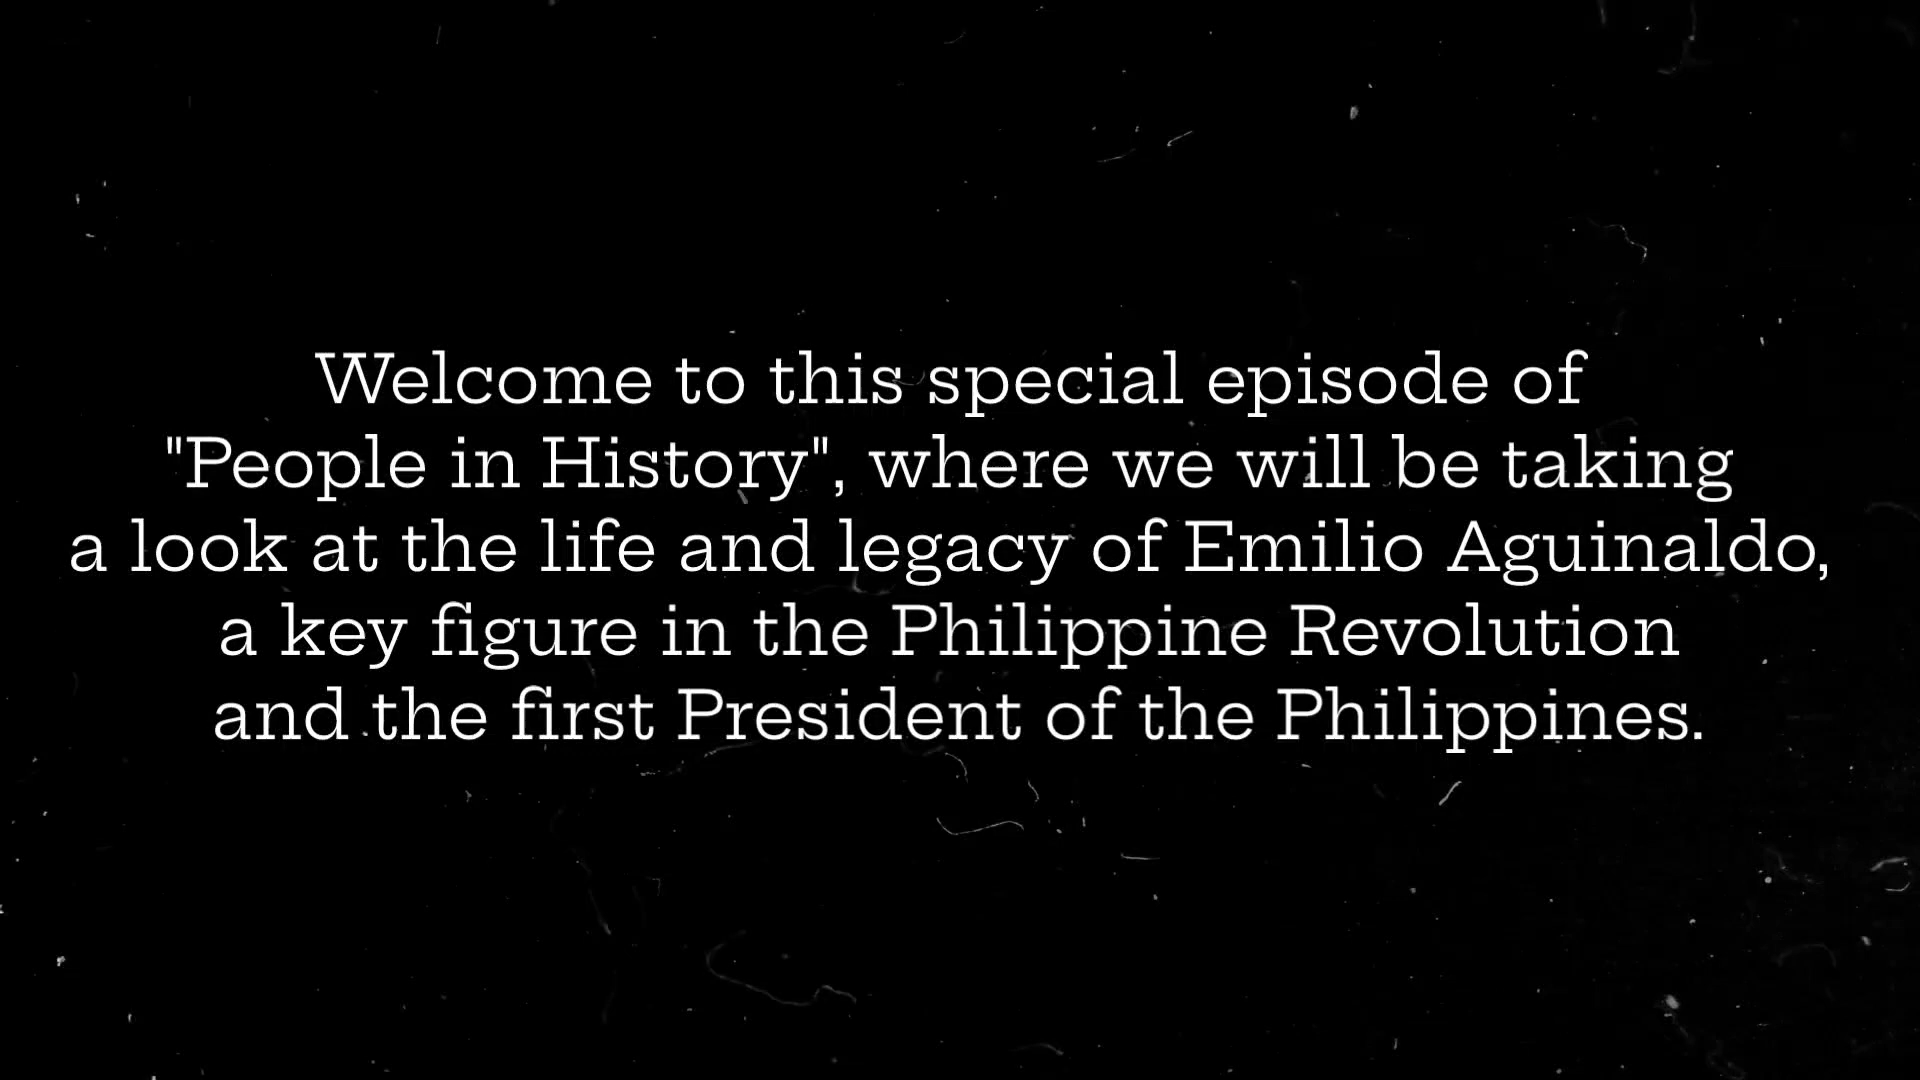 Welcome to this special episode of
"People in History", where we will be taking
a look at the life and legacy of Emilio Aguinaldo,
a key figure in the Philippine Revolution
and the first President of the Philippines.